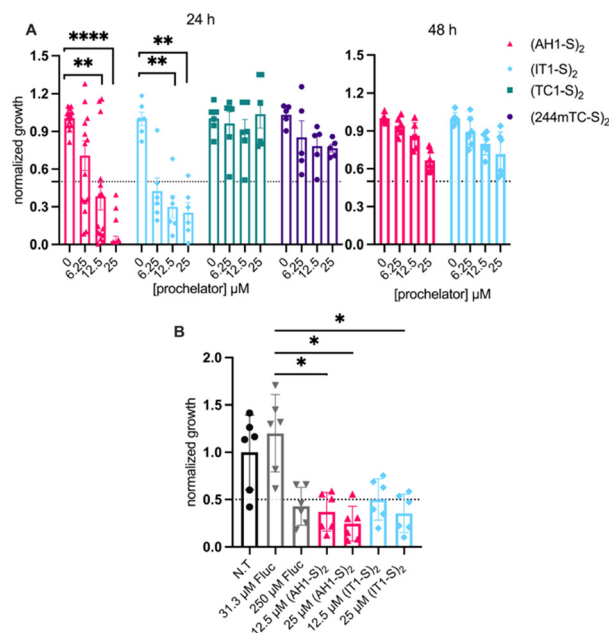 A
24 h
48 h
**** ** ** **
normalized growth
1.5
1.2
0.9
0.6
0.3
0.0
0 6.25 12.5 25 0 6.25 12.5 25 0 6.25 12.5 25 0 6.25 12.5 25
[prochelator] µM
1.5
1.2
0.9
0.6
0.3
0.0
0 6.25 12.5 25 0 6.25 12.5 25
[prochelator] µM
(AH1-S)2
(IT1-S)2
(TC1-S)2
(244mTC-S)2
B
*
*
*
normalized growth
2.0
1.5
1.0
0.5
0.0
N.T
31.3 µM Fluc
250 µM Fluc
12.5 µM (AH1-S)2
25 µM (AH1-S)2
12.5 µM (IT1-S)2
25 µM (IT1-S)2